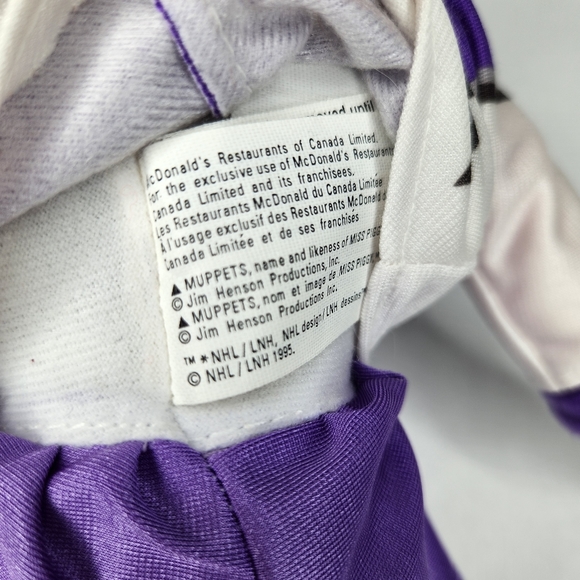 until
McDonald's Restaurants of Canada Limited.
For the exclusive use of McDonald's Restaurants
Canada Limited and its franchisees.
Les Restaurants McDonald du Canada Limitée
A l'usage exclusif des Restaurants McDonald
Canada Limitée et de ses franchisés
▲ MUPPETS, name and likeness of MISS PIGGY
© Jim Henson Productions, Inc.
▲ MUPPETS, nom et image de MISS PIGGY
© Jim Henson Productions, Inc.
™ * NHL / LNH, NHL design / LNH dessins
© NHL / LNH 1995.